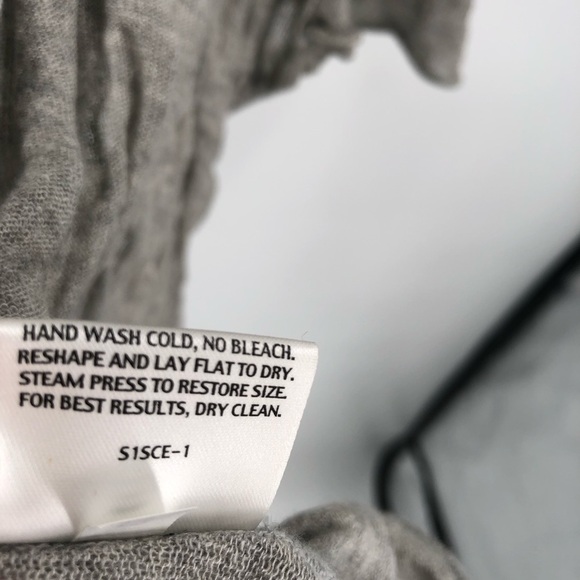 HAND WASH COLD, NO BLEACH.
RESHAPE AND LAY FLAT TO DRY.
STEAM PRESS TO RESTORE SIZE.
FOR BEST RESULTS, DRY CLEAN.
S1SCE-1